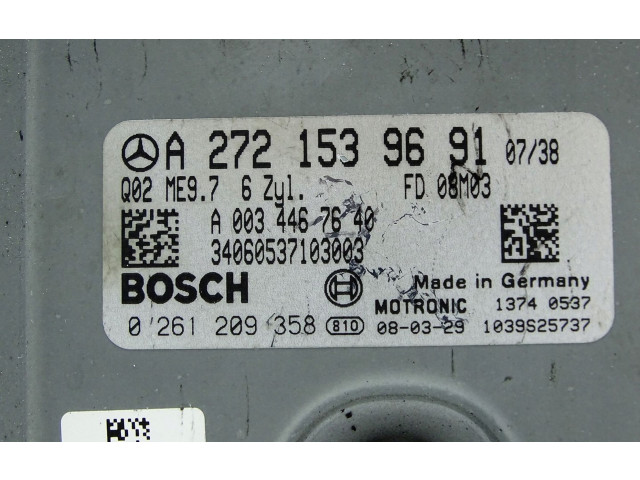 A 272 153 96 91 07/38
Q02 ME9.7 6 Zyl. FD 08M03
A 003 446 76 40
34060537103003
BOSCH Made in Germany
MOTRONIC 1374 0537
0 261 209 358 810 08-03-29 1039S25737